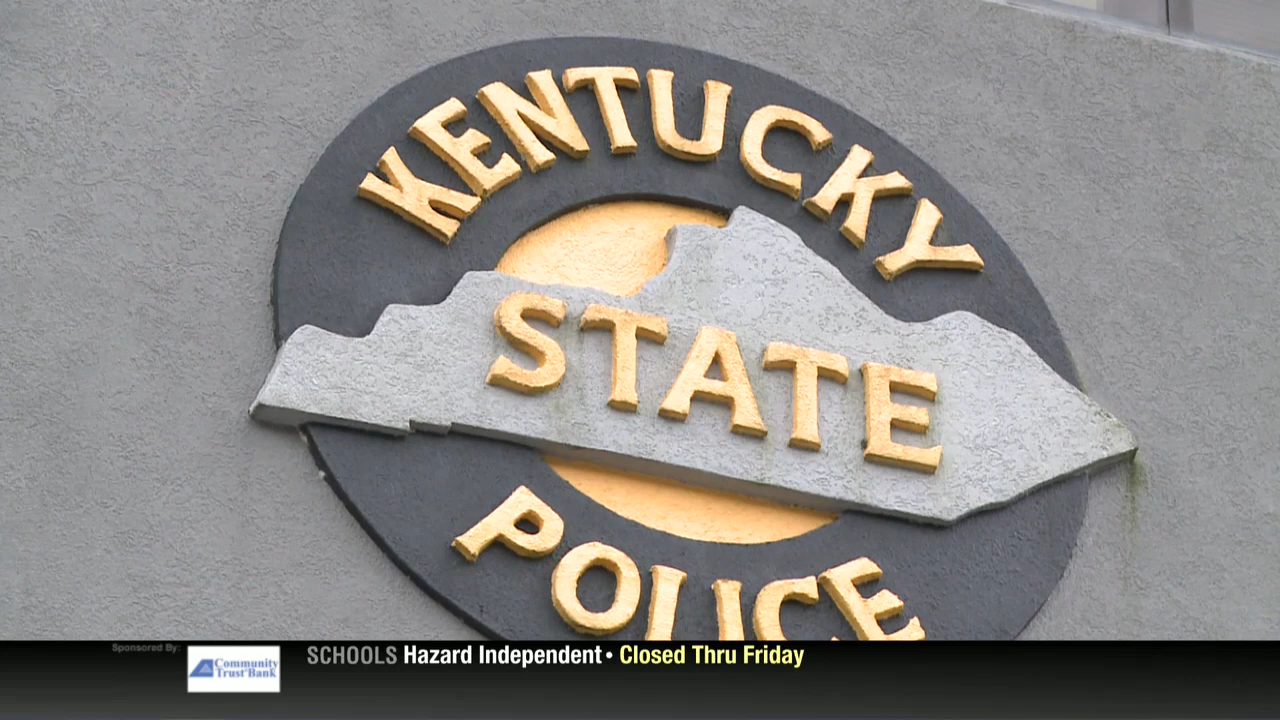 KENTUCKY
STATE
POLICE
Sponsored By:
Community
Trust Bank
SCHOOLS Hazard Independent • Closed Thru Friday